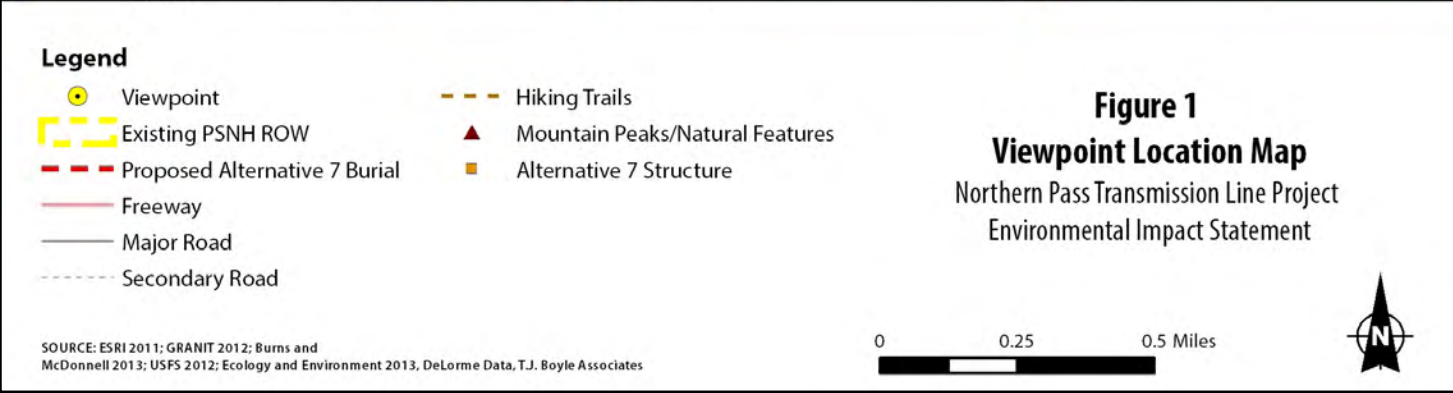 Legend
Viewpoint
Existing PSNH ROW
Proposed Alternative 7 Burial
Freeway
Major Road
Secondary Road
Hiking Trails
Mountain Peaks/Natural Features
Alternative 7 Structure
SOURCE: ESRI 2011; GRANIT 2012; Burns and
McDonnell 2013; USFS 2012; Ecology and Environment 2013, DeLorme Data, T.J. Boyle Associates
Figure 1
Viewpoint Location Map
Northern Pass Transmission Line Project
Environmental Impact Statement
0 0.25 0.5 Miles
N